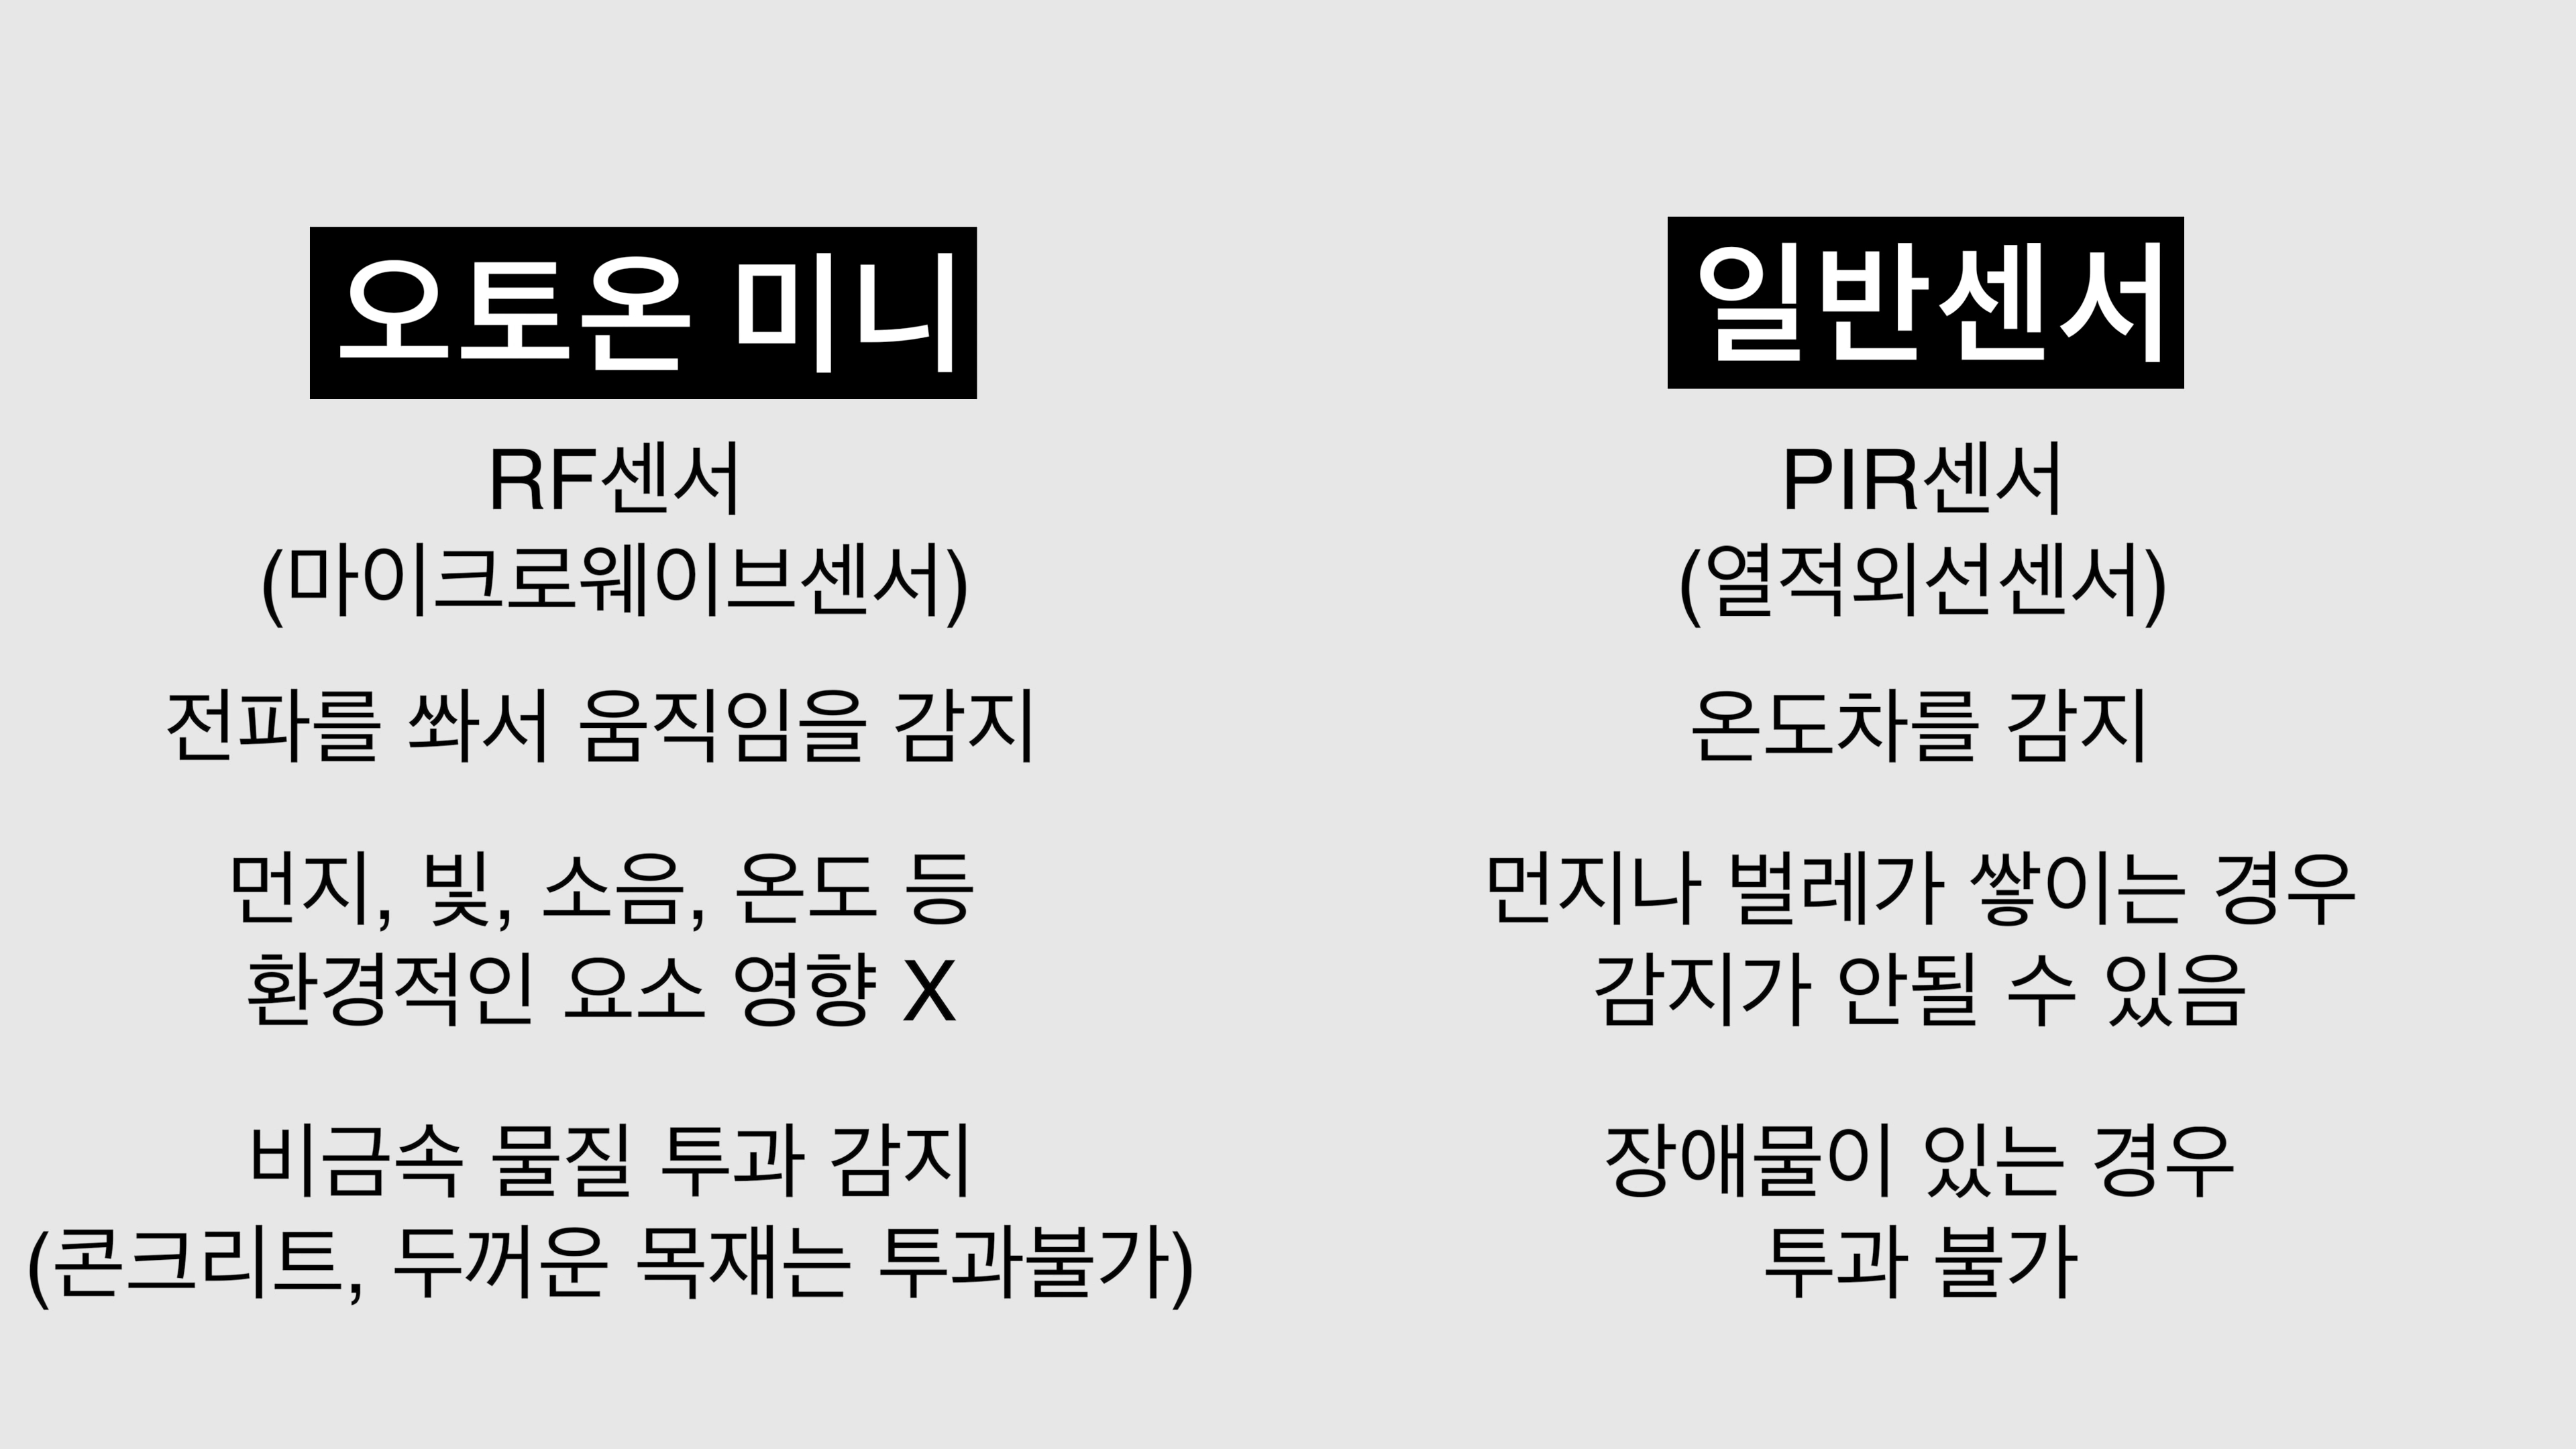 오토온 미니
RF센서
(마이크로웨이브센서)
전파를 쏴서 움직임을 감지
먼지, 빛, 소음, 온도 등
환경적인 요소 영향 X
비금속 물질 투과 감지
(콘크리트, 두꺼운 목재는 투과불가)
일반센서
PIR센서
(열적외선센서)
온도차를 감지
먼지나 벌레가 쌓이는 경우
감지가 안될 수 있음
장애물이 있는 경우
투과 불가